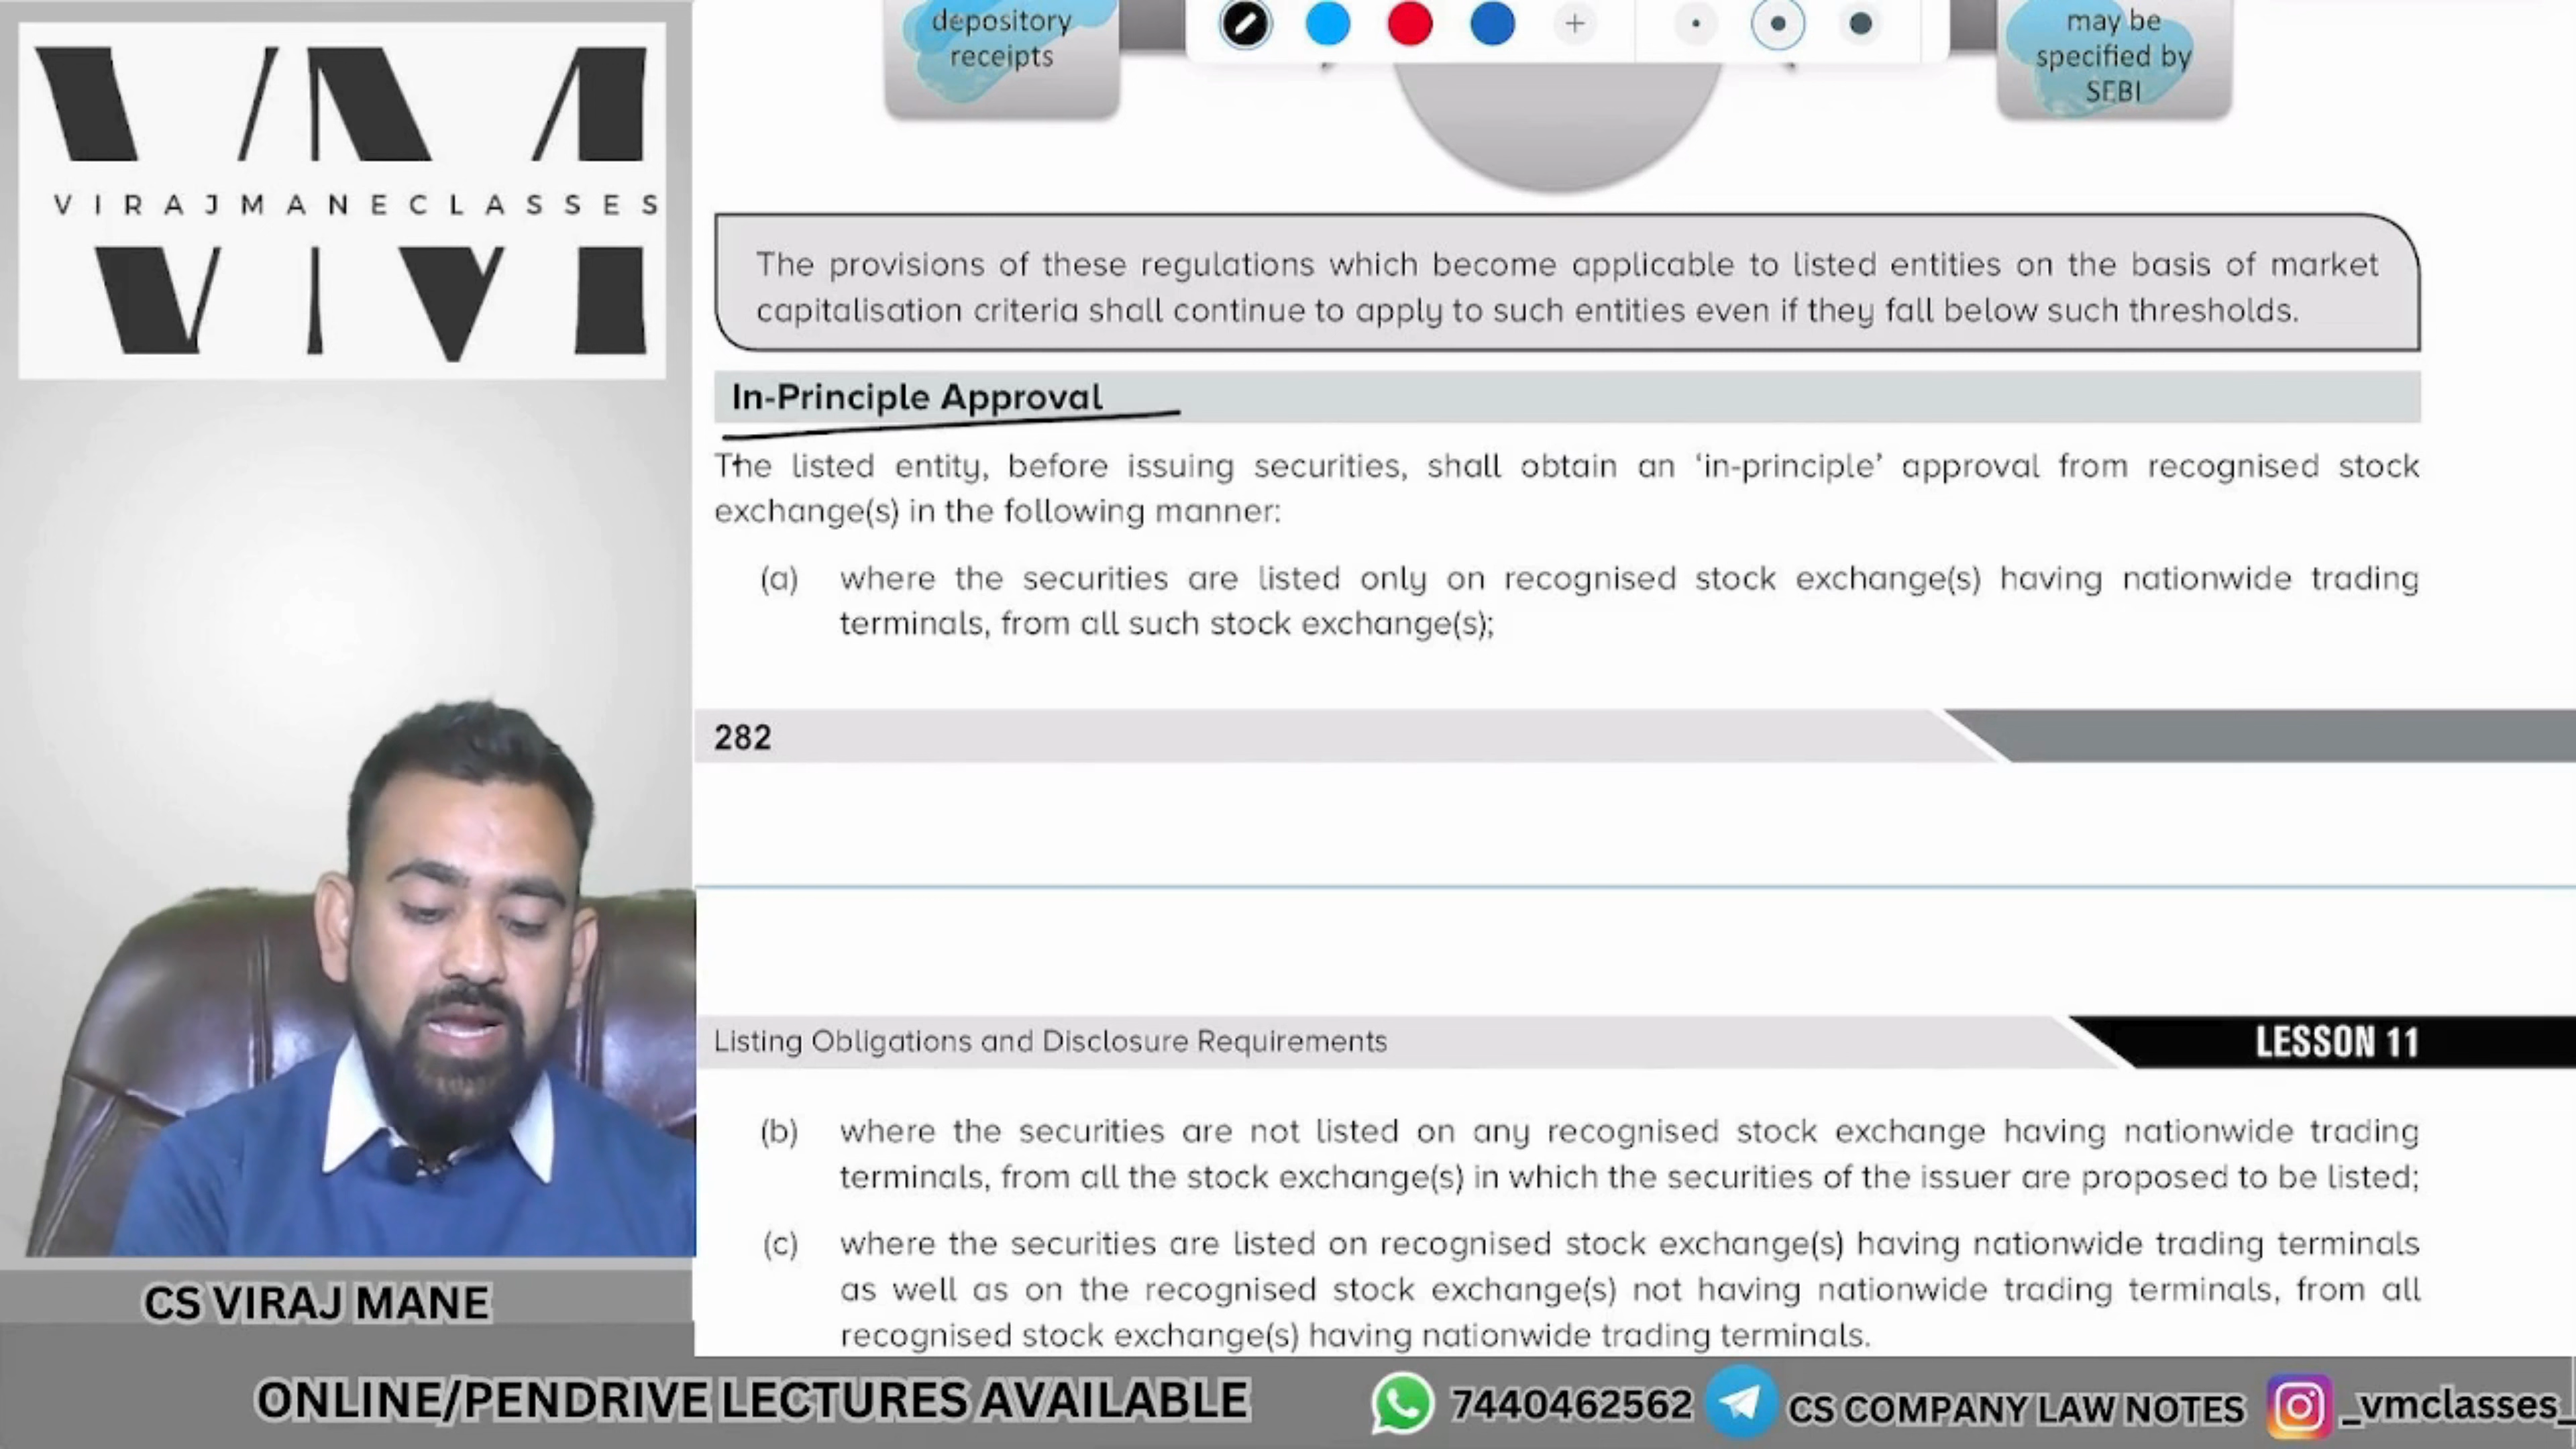 VIRAJMANECLASSES
depository
receipts
may be
specified by
SEBI
The provisions of these regulations which become applicable to listed entities on the basis of market
capitalisation criteria shall continue to apply to such entities even if they fall below such thresholds.
In-Principle Approval
The listed entity, before issuing securities, shall obtain an ‘in-principle’ approval from recognised stock
exchange(s) in the following manner:
(a) where the securities are listed only on recognised stock exchange(s) having nationwide trading
terminals, from all such stock exchange(s);
282
Listing Obligations and Disclosure Requirements
LESSON 11
(b) where the securities are not listed on any recognised stock exchange having nationwide trading
terminals, from all the stock exchange(s) in which the securities of the issuer are proposed to be listed;
(c) where the securities are listed on recognised stock exchange(s) having nationwide trading terminals
as well as on the recognised stock exchange(s) not having nationwide trading terminals, from all
recognised stock exchange(s) having nationwide trading terminals.
CS VIRAJ MANE
ONLINE/PENDRIVE LECTURES AVAILABLE
7440462562
CS COMPANY LAW NOTES
_vmclasses_